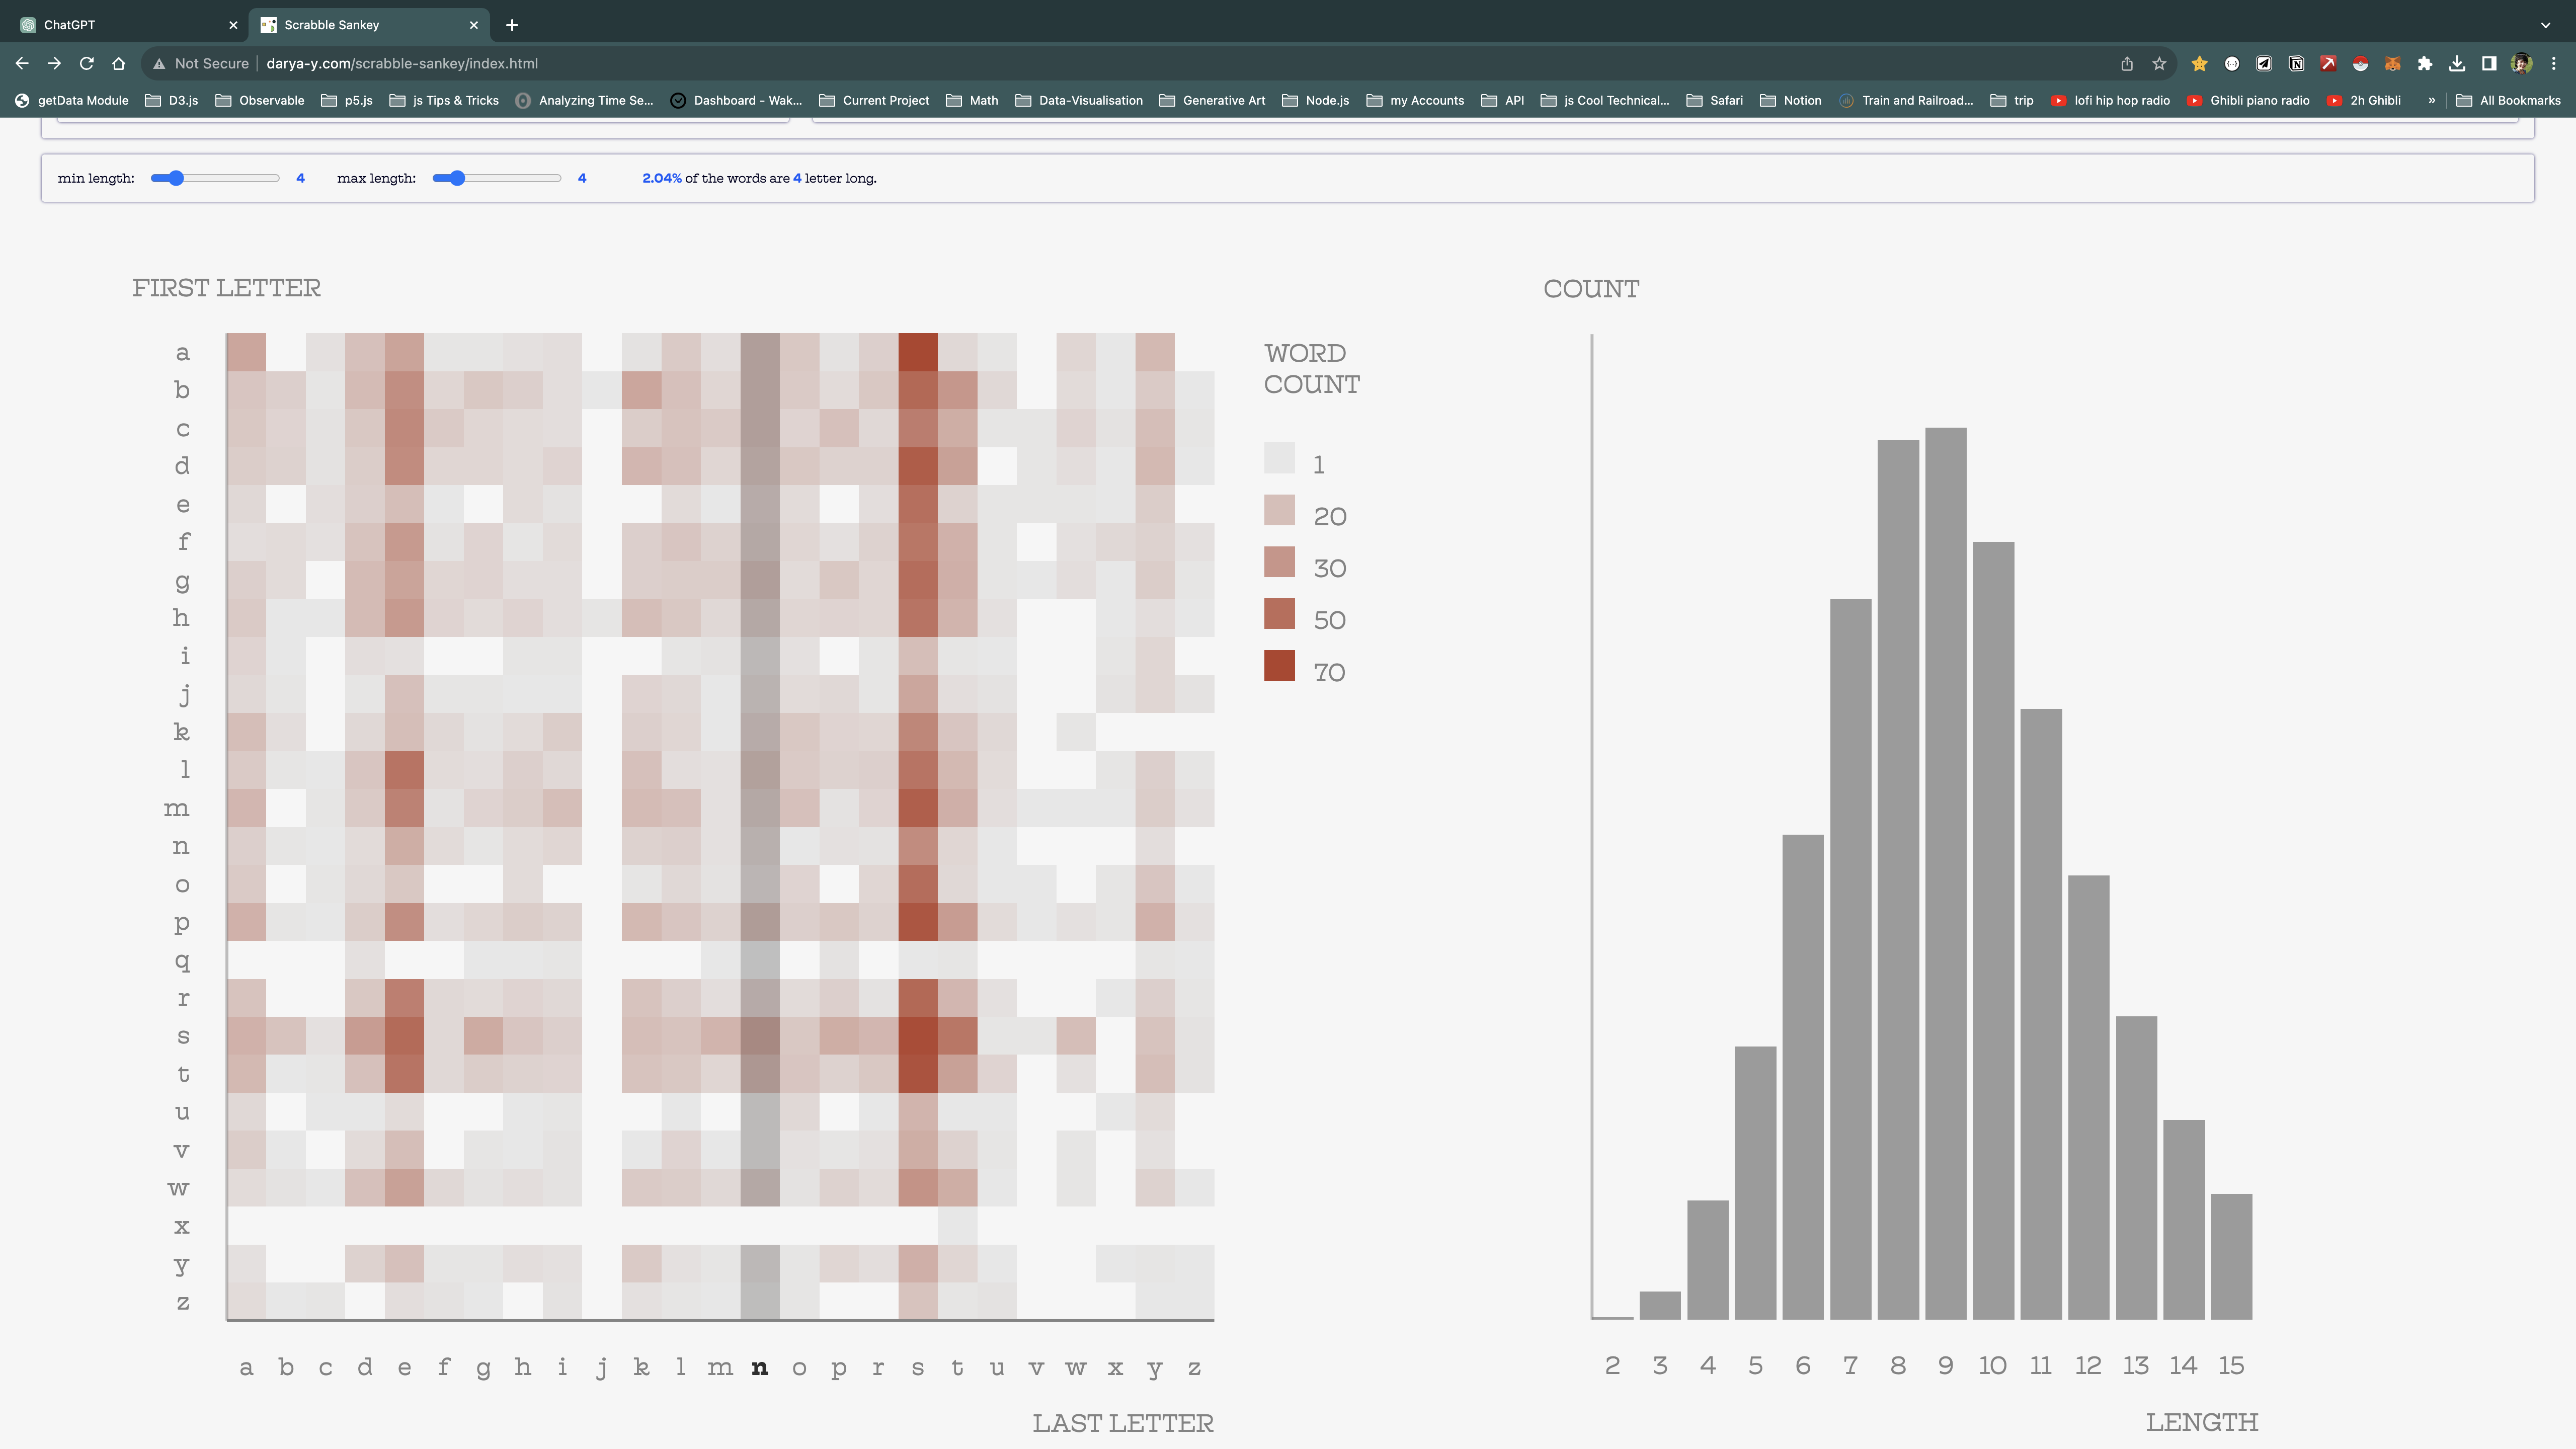 ChatGPT
Scrabble Sankey
Not Secure darya-y.com/scrabble-sankey/index.html
getData Module D3.js Observable p5.js js Tips & Tricks Analyzing Time Se... Dashboard - Wak... Current Project Math Data-Visualisation Generative Art Node.js my Accounts API js Cool Technical... Safari Notion Train and Railroad... trip lofi hip hop radio Ghibli piano radio 2h Ghibli » All Bookmarks
min length: 4 max length: 4 2.04% of the words are 4 letter long.
FIRST LETTER
a
b
c
d
e
f
g
h
i
j
k
l
m
n
o
p
q
r
s
t
u
v
w
x
y
z
a b c d e f g h i j k l m n o p r s t u v w x y z
LAST LETTER
WORD
COUNT
1
20
30
50
70
COUNT
2 3 4 5 6 7 8 9 10 11 12 13 14 15
LENGTH